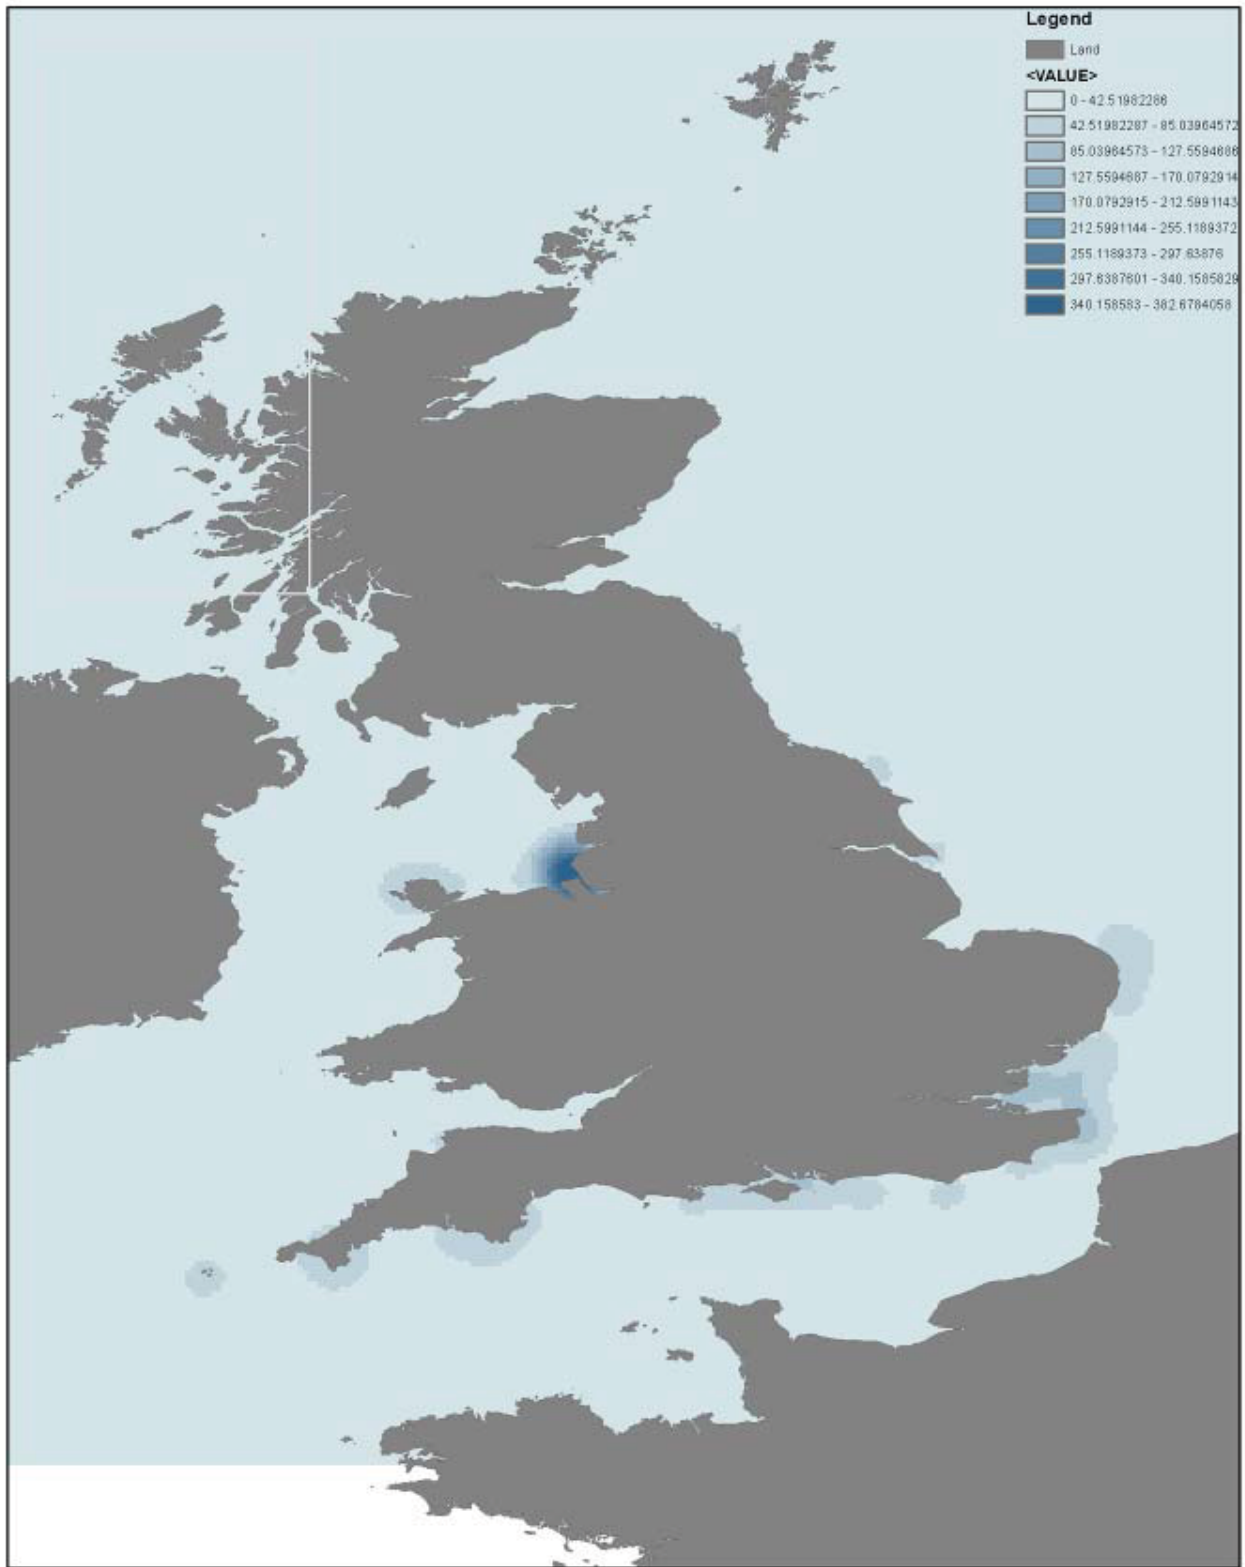 Legend
Land
<VALUE>
0 - 42.51982286
42.51982287 - 85.03964572
85.03964573 - 127.5594686
127.5594687 - 170.0792914
170.0792915 - 212.5991143
212.5991144 - 255.1189372
255.1189373 - 297.63876
297.6387601 - 340.1585829
340.158583 - 382.6784058